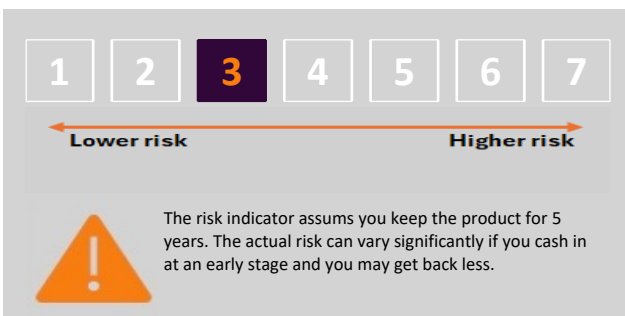 1 2 3 4 5 6 7
Lower risk Higher risk
The risk indicator assums you keep the product for 5
years. The actual risk can vary significantly if you cash in
at an early stage and you may get back less.